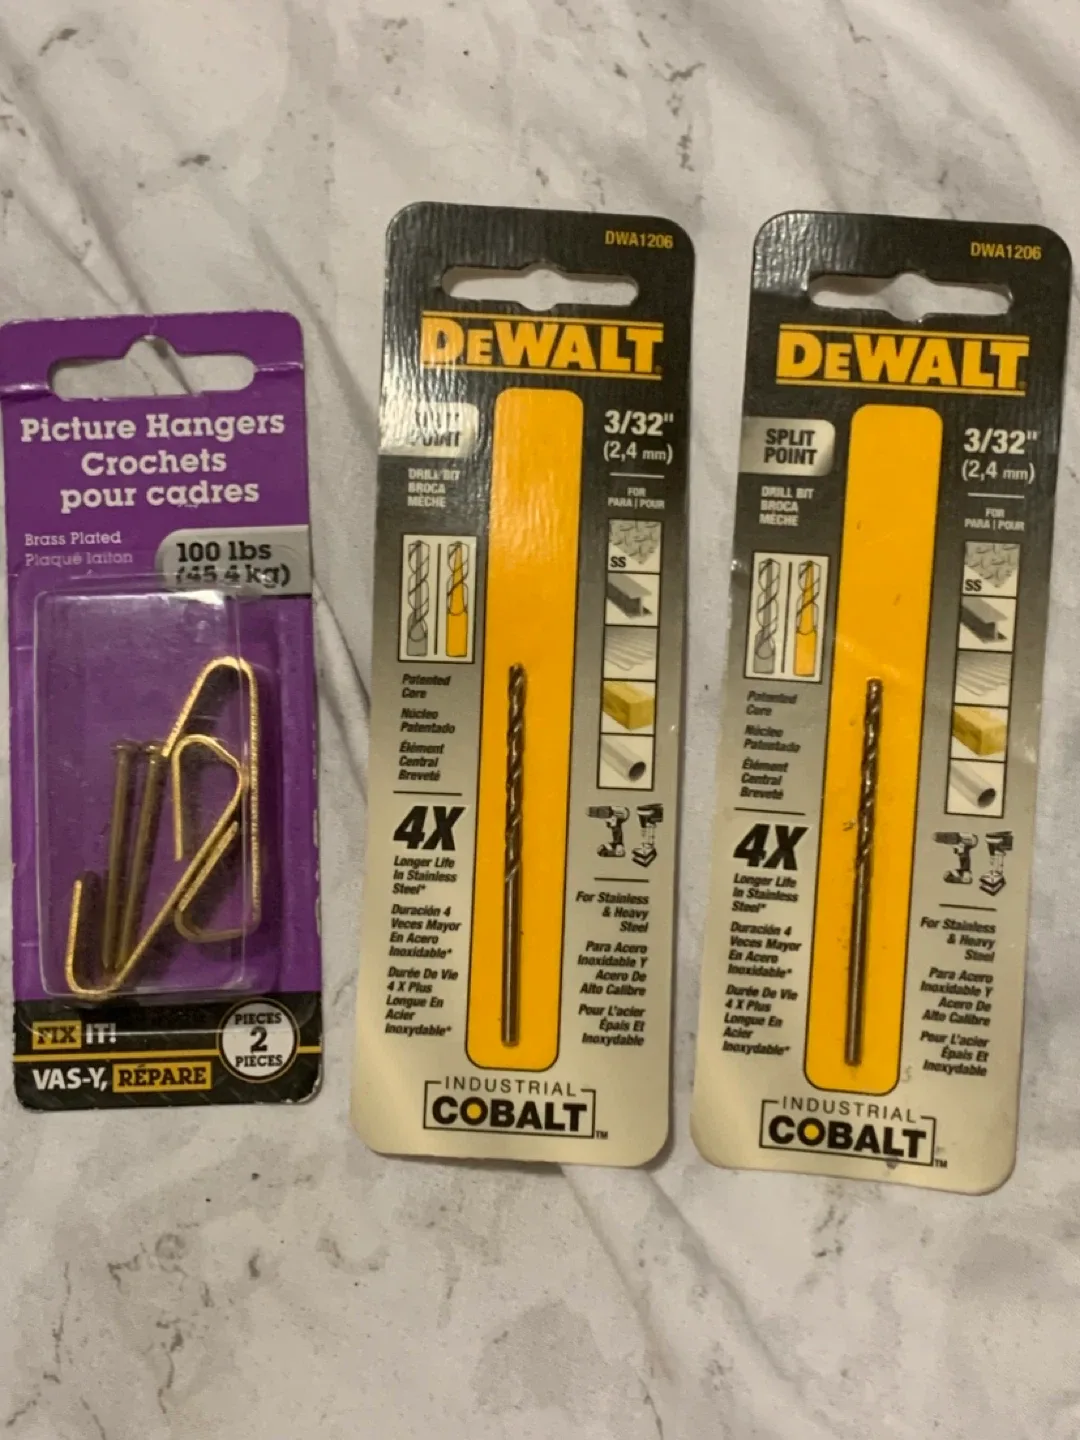 Picture Hangers
Crochets
pour cadres
Brass Plated
Plaqué laiton
100 lbs
(45.4 kg)
FIX IT!
VAS-Y, RÉPARE
PIECES
2
PIÈCES
DWA1206
DEWALT
POINT
DRILL BIT
BROCA
MÈCHE
3/32"
(2,4 mm)
FOR
PARA | POUR
SS
Patented
Core
Núcleo
Patentado
Élément
Central
Breveté
4X
Longer Life
In Stainless
Steel*
Duración 4
Veces Mayor
En Acero
Inoxidable*
Durée De Vie
4 X Plus
Longue En
Acier
Inoxydable*
For Stainless
& Heavy
Steel
Para Acero
Inoxidable Y
Acero De
Alto Calibre
Pour L'acier
Épais Et
Inoxydable
INDUSTRIAL
COBALT™
DWA1206
DEWALT
SPLIT
POINT
DRILL BIT
BROCA
MÈCHE
3/32"
(2,4 mm)
FOR
PARA | POUR
SS
Patented
Core
Núcleo
Patentado
Élément
Central
Breveté
4X
Longer Life
In Stainless
Steel*
Duración 4
Veces Mayor
En Acero
Inoxidable*
Durée De Vie
4 X Plus
Longue En
Acier
Inoxydable*
For Stainless
& Heavy
Steel
Para Acero
Inoxidable Y
Acero De
Alto Calibre
Pour L'acier
Épais Et
Inoxydable
INDUSTRIAL
COBALT™